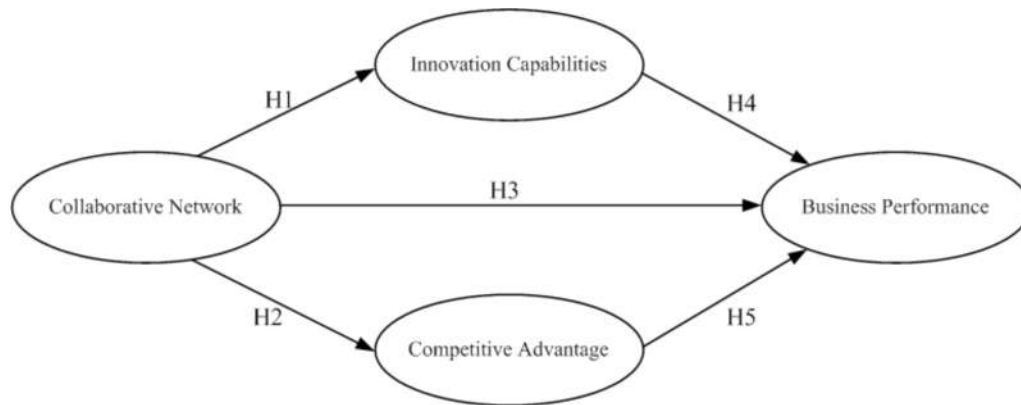 Innovation Capabilities
H1
H4
Collaborative Network
H3
Business Performance
H2
H5
Competitive Advantage